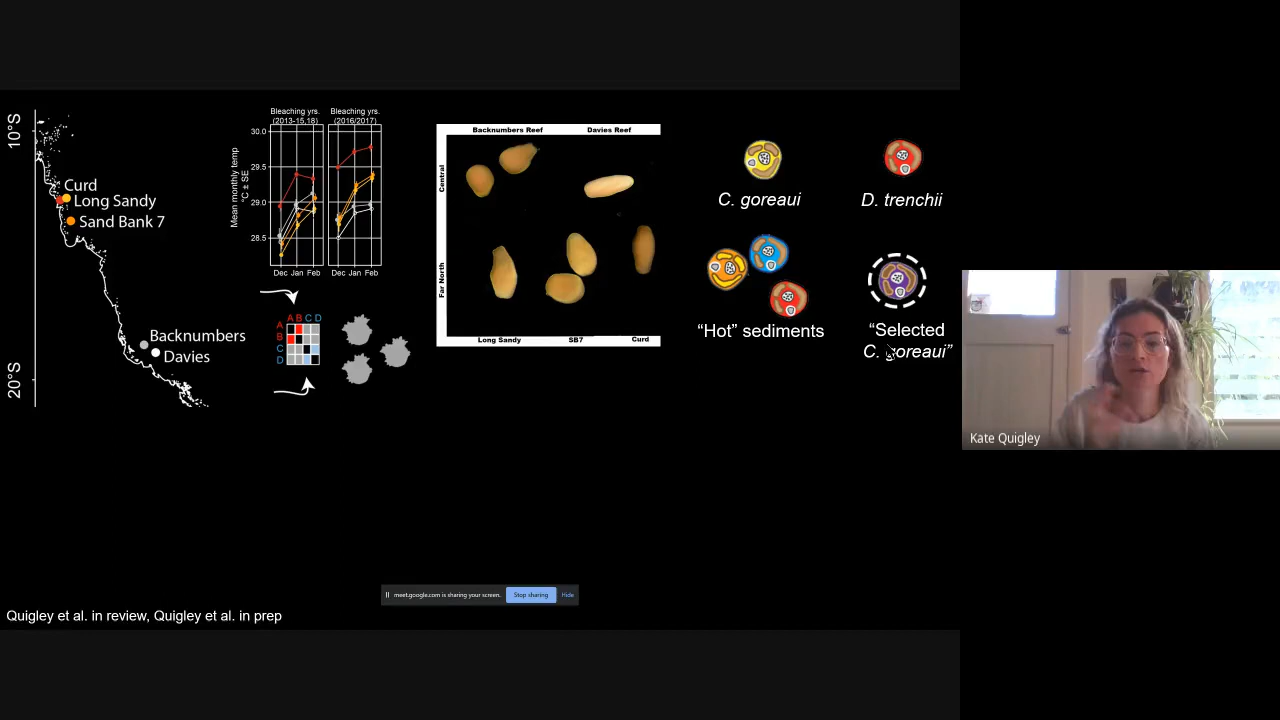 10°S
20°S
Curd
Long Sandy
Sand Bank 7
Backnumbers
Davies
Bleaching yrs.
(2013-15,18)
Bleaching yrs.
(2016/2017)
Mean monthly temp
°C ± SE
30.0
29.5
29.0
28.5
Dec Jan Feb
Dec Jan Feb
A B C D
A
B
C
D
Backnumbers Reef Davies Reef
Central
Far North
Long Sandy SB7 Curd
C. goreaui
D. trenchii
“Hot” sediments
“Selected
C. goreaui”
Kate Quigley
meet.google.com is sharing your screen. Stop sharing Hide
Quigley et al. in review, Quigley et al. in prep